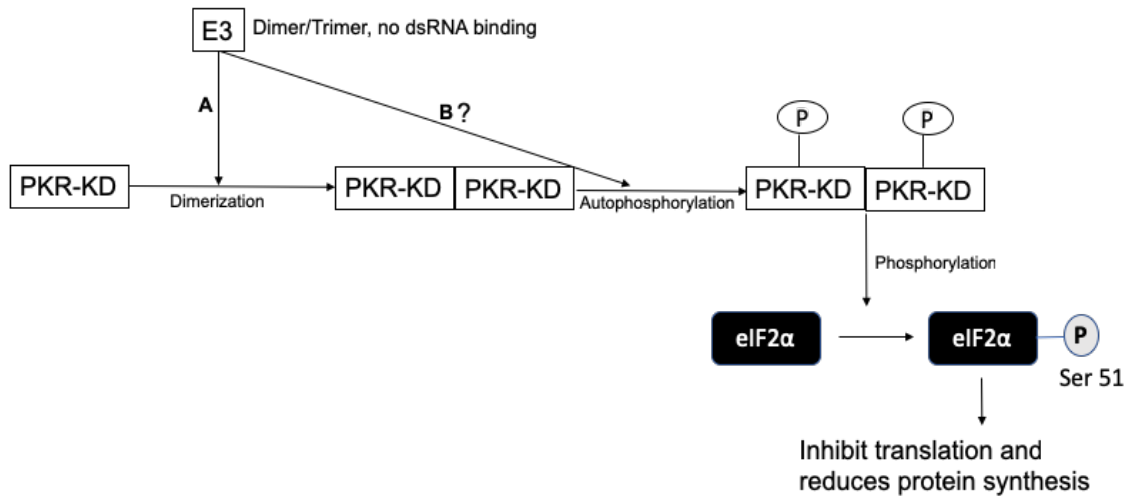 E3 Dimer/Trimer, no dsRNA binding
A
B ?
P P
PKR-KD
Dimerization
PKR-KD PKR-KD
Autophosphorylation
PKR-KD PKR-KD
Phosphorylation
eIF2α eIF2α P
Ser 51
Inhibit translation and
reduces protein synthesis